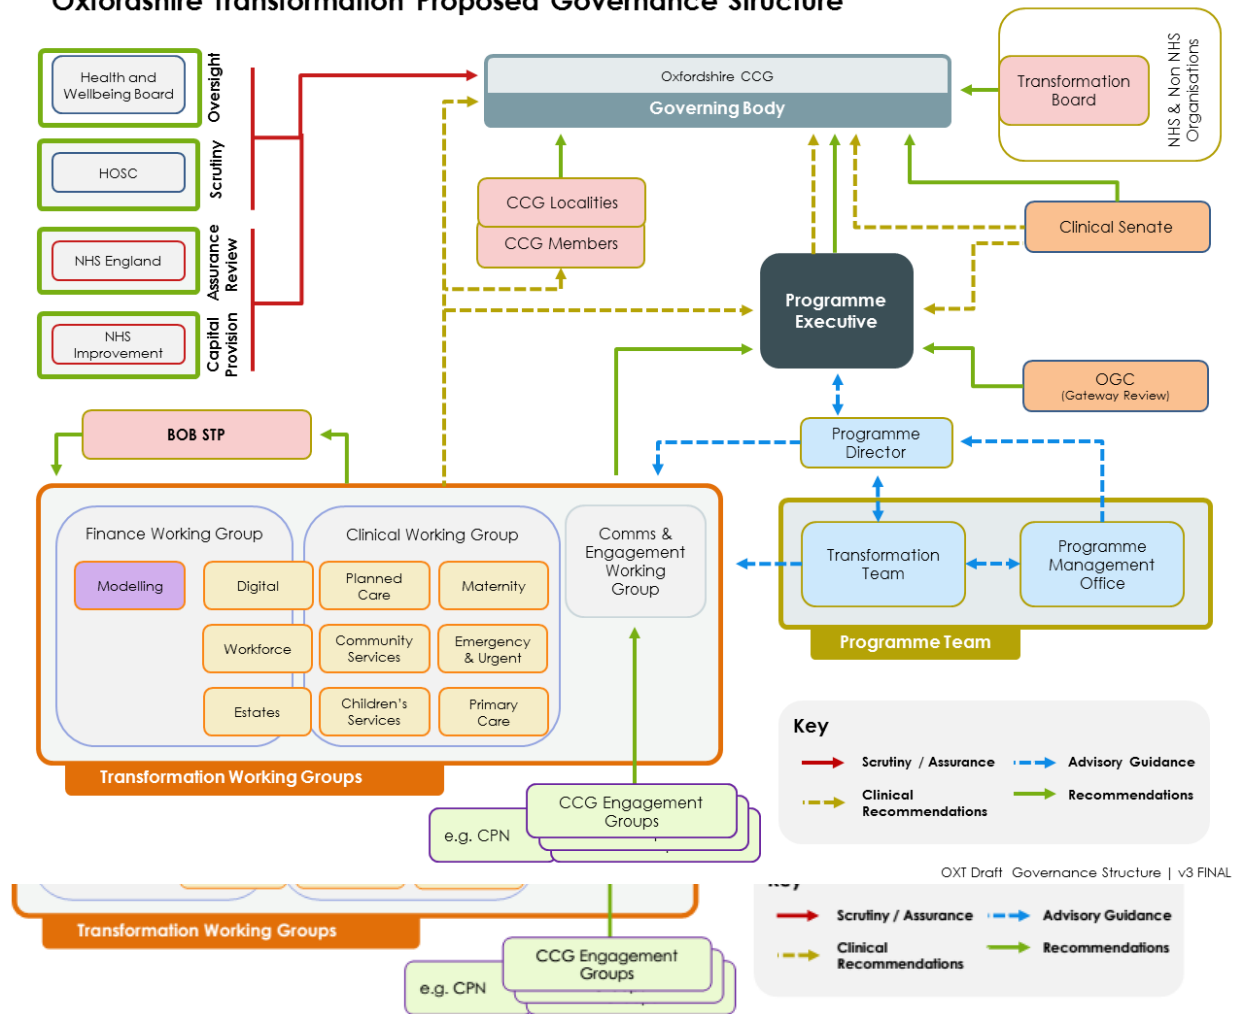 Oxfordshire Transformation Proposed Governance Structure
Health and
Wellbeing Board
Oversight
HOSC
Scrutiny
NHS England
Assurance
Review
NHS
Improvement
Capital
Provision
Oxfordshire CCG
Governing Body
Transformation
Board
NHS & Non NHS
Organisations
CCG Localities
CCG Members
Clinical Senate
Programme
Executive
OGC
(Gateway Review)
BOB STP
Programme
Director
Finance Working Group
Clinical Working Group
Comms &
Engagement
Working
Group
Modelling
Digital
Planned
Care
Maternity
Workforce
Community
Services
Emergency
& Urgent
Estates
Children's
Services
Primary
Care
Transformation Working Groups
Transformation
Team
Programme
Management
Office
Programme Team
Key
Scrutiny / Assurance
Advisory Guidance
Clinical
Recommendations
Recommendations
CCG Engagement
Groups
e.g. CPN
OXT Draft Governance Structure | v3 FINAL
Key
Transformation Working Groups
Scrutiny / Assurance
Advisory Guidance
Clinical
Recommendations
Recommendations
CCG Engagement
Groups
e.g. CPN